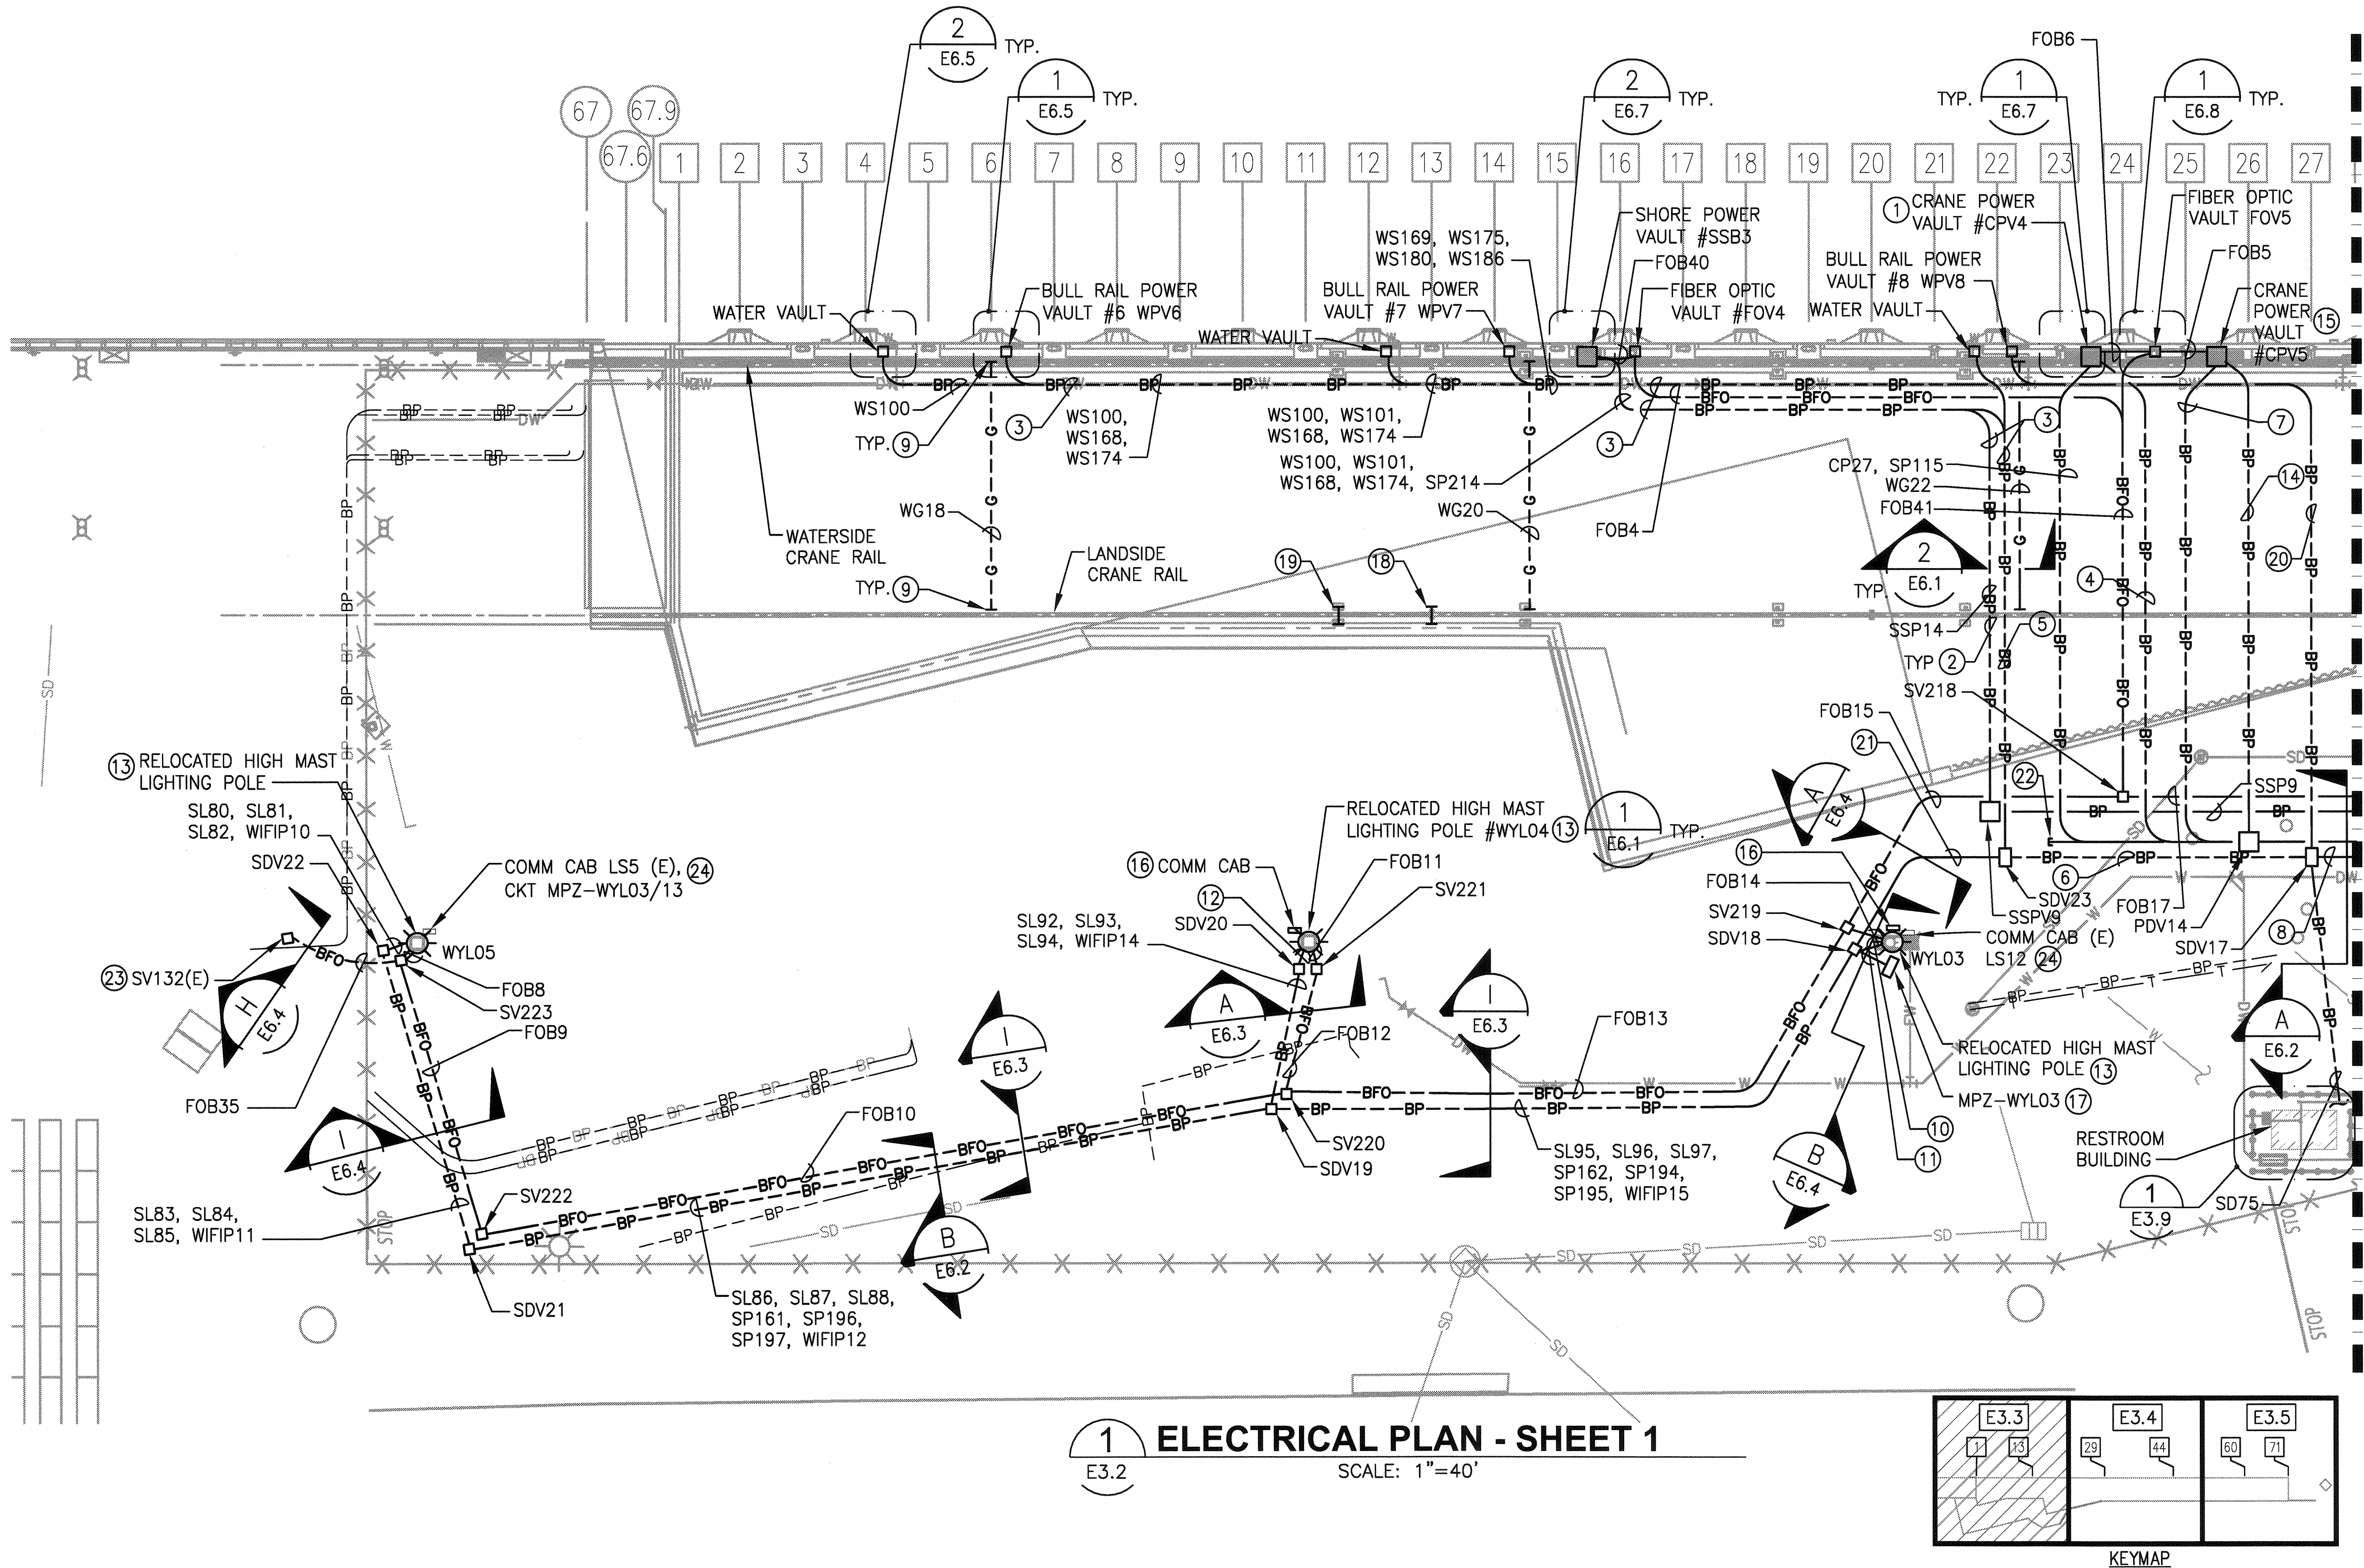 2
E6.5
TYP.
1
E6.5
TYP.
2
E6.7
TYP.
FOB6
TYP.
1
E6.7
1
E6.8
TYP.
67
67.6
67.9
1
2
3
4
5
6
7
8
9
10
11
12
13
14
15
16
17
18
19
20
21
22
23
24
25
26
27
WATER VAULT
BULL RAIL POWER
VAULT #6 WPV6
WATER VAULT
BULL RAIL POWER
VAULT #7 WPV7
WS169, WS175,
WS180, WS186
SHORE POWER
VAULT #SSB3
FOB40
FIBER OPTIC
VAULT #FOV4
1 CRANE POWER
VAULT #CPV4
BULL RAIL POWER
VAULT #8 WPV8
WATER VAULT
FIBER OPTIC
VAULT FOV5
FOB5
CRANE
POWER
VAULT 15
#CPV5
WS100
TYP. 9
3
WS100,
WS168,
WS174
WS100, WS101,
WS168, WS174
WS100, WS101,
WS168, WS174, SP214
3
FOB4
3
7
CP27, SP115
WG22
FOB41
14
20
WG18
WG20
WATERSIDE
CRANE RAIL
LANDSIDE
CRANE RAIL
TYP. 9
19
18
2
E6.1
TYP.
4
SSP14
5
TYP 2
SV218
FOB15
21
22
SSP9
13 RELOCATED HIGH MAST
LIGHTING POLE
SL80, SL81,
SL82, WIFIP10
SDV22
COMM CAB LS5 (E), 24
CKT MPZ-WYL03/13
WYL05
23 SV132(E)
H
E6.4
FOB8
SV223
FOB9
FOB35
I
E6.4
SL83, SL84,
SL85, WIFIP11
SV222
SDV21
SL86, SL87, SL88,
SP161, SP196,
SP197, WIFIP12
FOB10
B
E6.2
I
E6.3
RELOCATED HIGH MAST
LIGHTING POLE #WYL04 13
1
E6.1
TYP.
16 COMM CAB
FOB11
12
SV221
SDV20
SL92, SL93,
SL94, WIFIP14
A
E6.3
FOB12
SV220
SDV19
I
E6.3
FOB13
SL95, SL96, SL97,
SP162, SP194,
SP195, WIFIP15
A
E6.4
16
FOB14
SV219
SDV18
WYL03
COMM CAB (E)
LS12 24
SDV23
SSPV9
6
FOB17
PDV14
SDV17
8
RELOCATED HIGH MAST
LIGHTING POLE 13
MPZ-WYL03 17
10
11
B
E6.4
A
E6.2
RESTROOM
BUILDING
1
E3.9
SD75
STOP
STOP
STOP
BP
BFO
G
SD
DW
W
T
1
E3.2
ELECTRICAL PLAN - SHEET 1
SCALE: 1"=40'
E3.3
E3.4
E3.5
1
13
29
44
60
71
KEYMAP